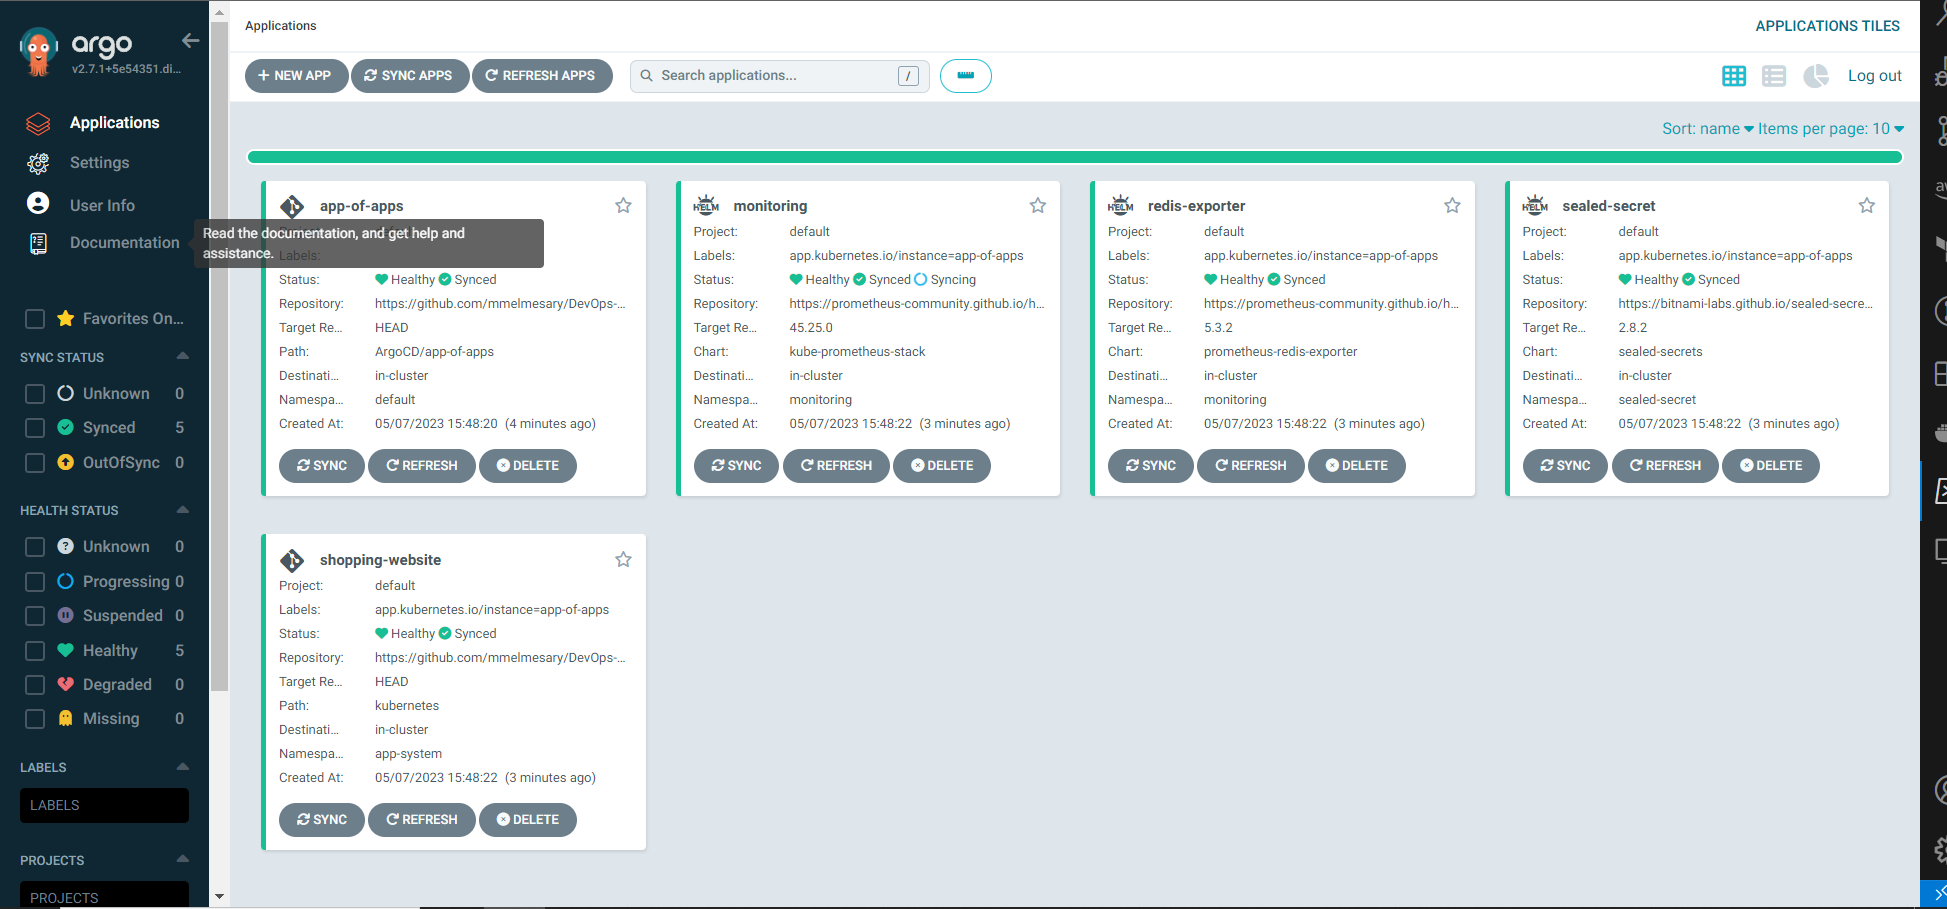 argo
v2.7.1+5e54351.di...
Applications
Settings
User Info
Documentation
Read the documentation, and get help and
assistance.
Favorites On...
SYNC STATUS
Unknown 0
Synced 5
OutOfSync 0
HEALTH STATUS
Unknown 0
Progressing 0
Suspended 0
Healthy 5
Degraded 0
Missing 0
LABELS
LABELS
PROJECTS
PROJECTS
Applications
APPLICATIONS TILES
+ NEW APP
SYNC APPS
REFRESH APPS
Search applications...
/
Log out
Sort: name
Items per page: 10
app-of-apps
Labels:
Status: Healthy Synced
Repository: https://github.com/mmelmesary/DevOps-...
Target Re... HEAD
Path: ArgoCD/app-of-apps
Destinati... in-cluster
Namespa... default
Created At: 05/07/2023 15:48:20 (4 minutes ago)
SYNC REFRESH DELETE
HELM
monitoring
Project: default
Labels: app.kubernetes.io/instance=app-of-apps
Status: Healthy Synced Syncing
Repository: https://prometheus-community.github.io/h...
Target Re... 45.25.0
Chart: kube-prometheus-stack
Destinati... in-cluster
Namespa... monitoring
Created At: 05/07/2023 15:48:22 (3 minutes ago)
SYNC REFRESH DELETE
HELM
redis-exporter
Project: default
Labels: app.kubernetes.io/instance=app-of-apps
Status: Healthy Synced
Repository: https://prometheus-community.github.io/h...
Target Re... 5.3.2
Chart: prometheus-redis-exporter
Destinati... in-cluster
Namespa... monitoring
Created At: 05/07/2023 15:48:22 (3 minutes ago)
SYNC REFRESH DELETE
HELM
sealed-secret
Project: default
Labels: app.kubernetes.io/instance=app-of-apps
Status: Healthy Synced
Repository: https://bitnami-labs.github.io/sealed-secre...
Target Re... 2.8.2
Chart: sealed-secrets
Destinati... in-cluster
Namespa... sealed-secret
Created At: 05/07/2023 15:48:22 (3 minutes ago)
SYNC REFRESH DELETE
shopping-website
Project: default
Labels: app.kubernetes.io/instance=app-of-apps
Status: Healthy Synced
Repository: https://github.com/mmelmesary/DevOps-...
Target Re... HEAD
Path: kubernetes
Destinati... in-cluster
Namespa... app-system
Created At: 05/07/2023 15:48:22 (3 minutes ago)
SYNC REFRESH DELETE